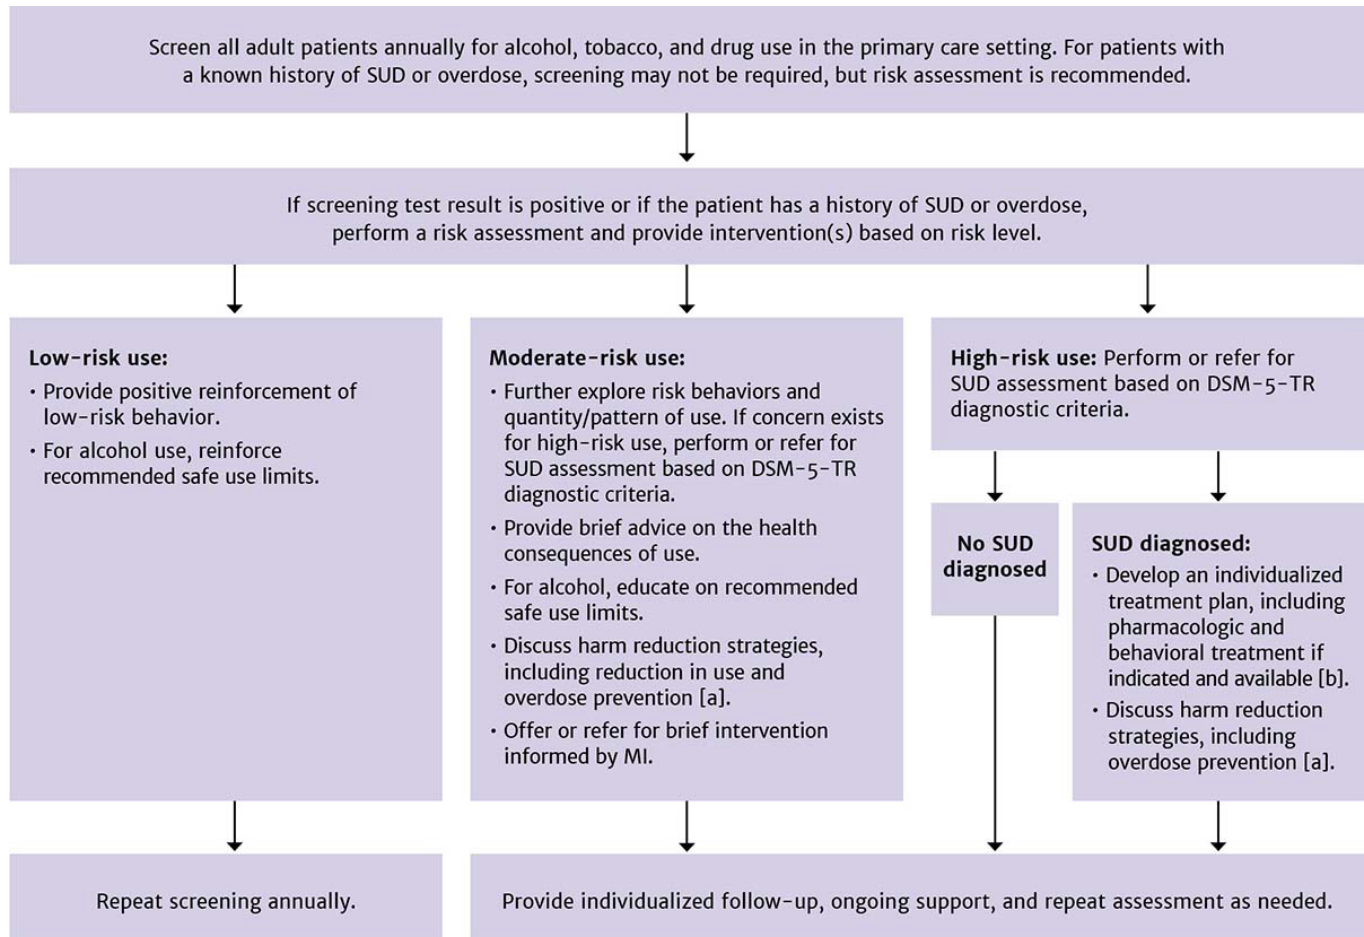 Screen all adult patients annually for alcohol, tobacco, and drug use in the primary care setting. For patients with
a known history of SUD or overdose, screening may not be required, but risk assessment is recommended.
If screening test result is positive or if the patient has a history of SUD or overdose,
perform a risk assessment and provide intervention(s) based on risk level.
Low-risk use:
• Provide positive reinforcement of
low-risk behavior.
• For alcohol use, reinforce
recommended safe use limits.
Moderate-risk use:
• Further explore risk behaviors and
quantity/pattern of use. If concern exists
for high-risk use, perform or refer for
SUD assessment based on DSM-5-TR
diagnostic criteria.
• Provide brief advice on the health
consequences of use.
• For alcohol, educate on recommended
safe use limits.
• Discuss harm reduction strategies,
including reduction in use and
overdose prevention [a].
• Offer or refer for brief intervention
informed by MI.
High-risk use: Perform or refer for
SUD assessment based on DSM-5-TR
diagnostic criteria.
No SUD
diagnosed
SUD diagnosed:
• Develop an individualized
treatment plan, including
pharmacologic and
behavioral treatment if
indicated and available [b].
• Discuss harm reduction
strategies, including
overdose prevention [a].
Repeat screening annually.
Provide individualized follow-up, ongoing support, and repeat assessment as needed.